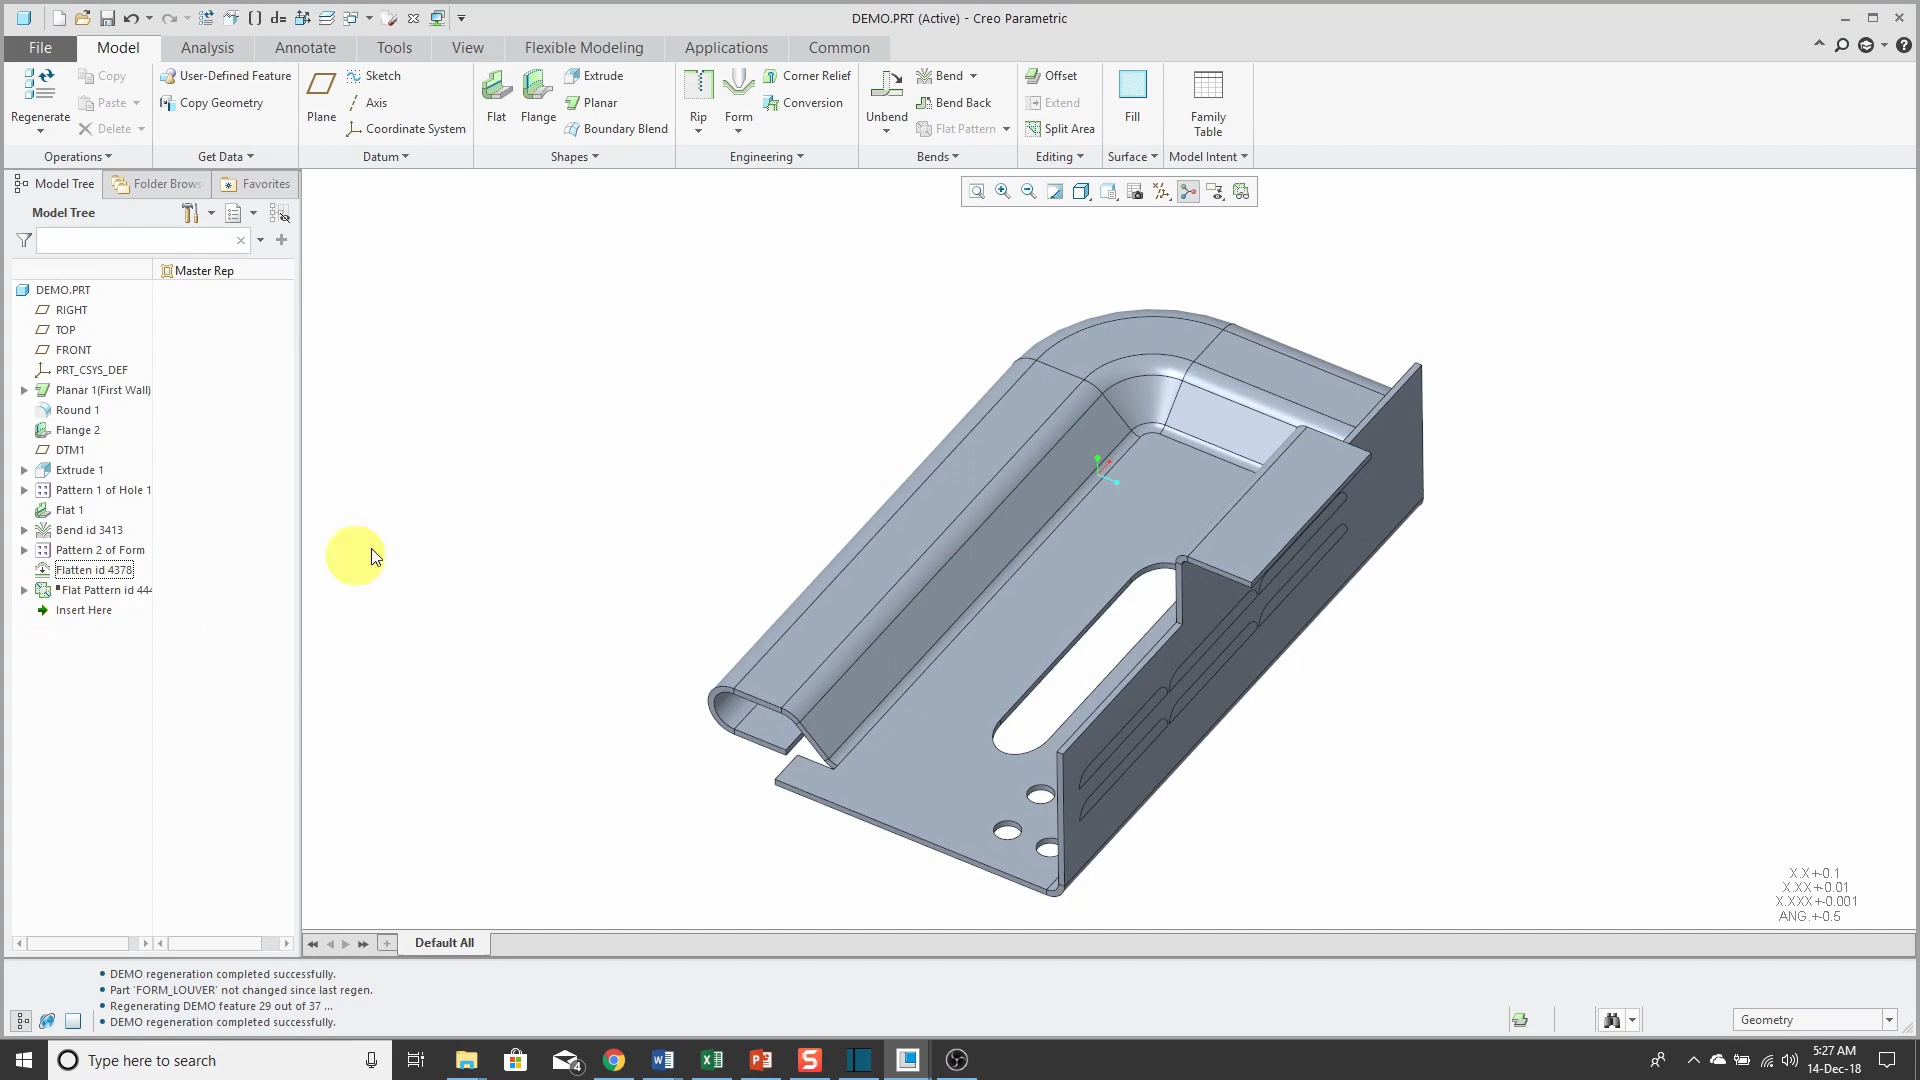 DEMO.PRT (Active) - Creo Parametric
File Model Analysis Annotate Tools View Flexible Modeling Applications Common
Regenerate
Copy
Paste
Delete
Operations
User-Defined Feature
Copy Geometry
Get Data
Plane
Sketch
Axis
Coordinate System
Datum
Flat
Flange
Extrude
Planar
Boundary Blend
Shapes
Rip
Form
Corner Relief
Conversion
Engineering
Unbend
Bend
Bend Back
Flat Pattern
Bends
Offset
Extend
Split Area
Editing
Fill
Surface
Family
Table
Model Intent
Model Tree Folder Brows Favorites
Model Tree
Master Rep
DEMO.PRT
RIGHT
TOP
FRONT
PRT_CSYS_DEF
Planar 1(First Wall)
Round 1
Flange 2
DTM1
Extrude 1
Pattern 1 of Hole 1
Flat 1
Bend id 3413
Pattern 2 of Form
Flatten id 4378
Flat Pattern id 444
Insert Here
X.X+-0.1
X.XX+-0.01
X.XXX+-0.001
ANG.+-0.5
Default All
• DEMO regeneration completed successfully.
• Part 'FORM_LOUVER' not changed since last regen.
• Regenerating DEMO feature 29 out of 37 ...
• DEMO regeneration completed successfully.
Geometry
Type here to search
4
5:27 AM
14-Dec-18